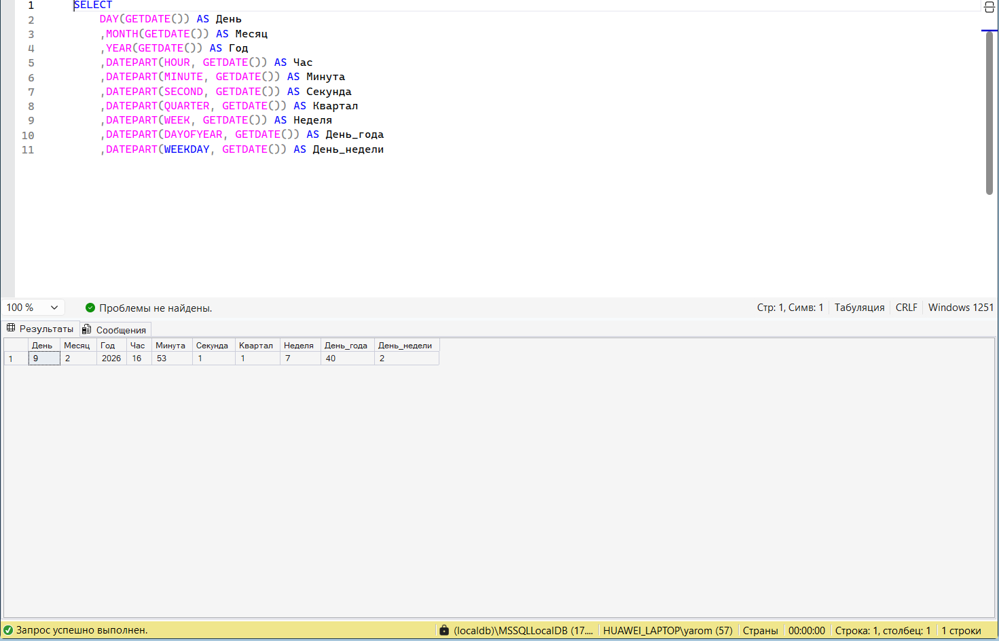 1 SELECT
2 DAY(GETDATE()) AS День
3 ,MONTH(GETDATE()) AS Месяц
4 ,YEAR(GETDATE()) AS Год
5 ,DATEPART(HOUR, GETDATE()) AS Час
6 ,DATEPART(MINUTE, GETDATE()) AS Минута
7 ,DATEPART(SECOND, GETDATE()) AS Секунда
8 ,DATEPART(QUARTER, GETDATE()) AS Квартал
9 ,DATEPART(WEEK, GETDATE()) AS Неделя
10 ,DATEPART(DAYOFYEAR, GETDATE()) AS День_года
11 ,DATEPART(WEEKDAY, GETDATE()) AS День_недели
100 % Проблемы не найдены. Стр: 1, Симв: 1 Табуляция CRLF Windows 1251
Результаты Сообщения
День Месяц Год Час Минута Секунда Квартал Неделя День_года День_недели
1 9 2 2026 16 53 1 1 7 40 2
Запрос успешно выполнен. (localdb)\MSSQLLocalDB (17.... HUAWEI_LAPTOP\yarom (57) Страны 00:00:00 Строка: 1, столбец: 1 1 строки